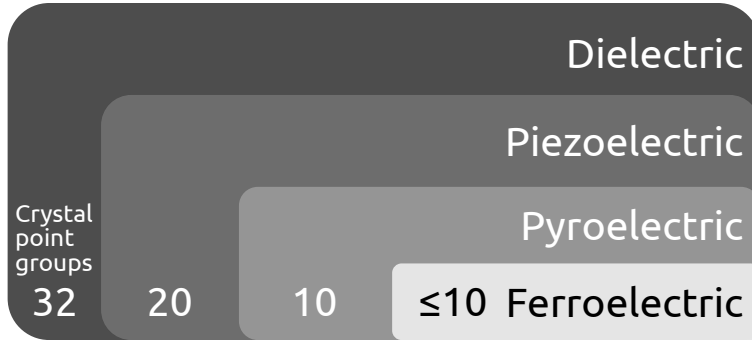 Dielectric
Piezoelectric
Crystal
point
groups
Pyroelectric
32 20 10 ≤10 Ferroelectric